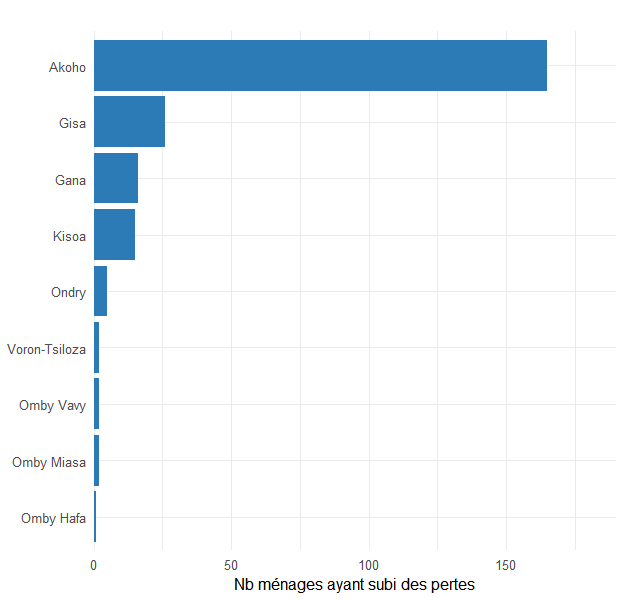 Akoho
Gisa
Gana
Kisoa
Ondry
Voron-Tsiloza
Omby Vavy
Omby Miasa
Omby Hafa
0 50 100 150
Nb ménages ayant subi des pertes